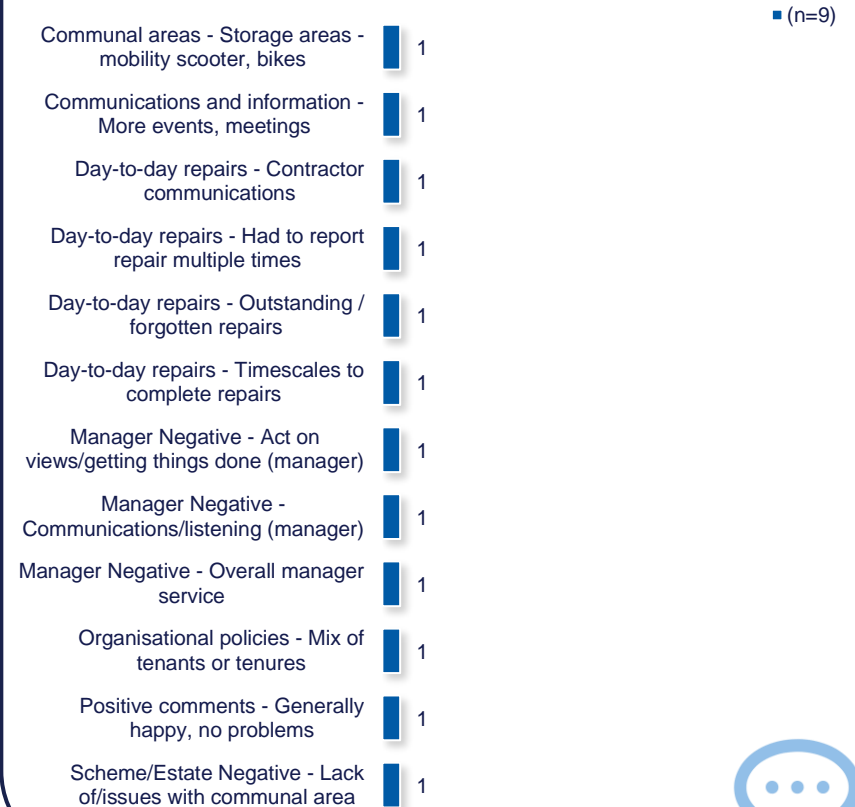 (n=9)
Communal areas - Storage areas -
mobility scooter, bikes
1
Communications and information -
More events, meetings
1
Day-to-day repairs - Contractor
communications
1
Day-to-day repairs - Had to report
repair multiple times
1
Day-to-day repairs - Outstanding /
forgotten repairs
1
Day-to-day repairs - Timescales to
complete repairs
1
Manager Negative - Act on
views/getting things done (manager)
1
Manager Negative -
Communications/listening (manager)
1
Manager Negative - Overall manager
service
1
Organisational policies - Mix of
tenants or tenures
1
Positive comments - Generally
happy, no problems
1
Scheme/Estate Negative - Lack
of/issues with communal area
1